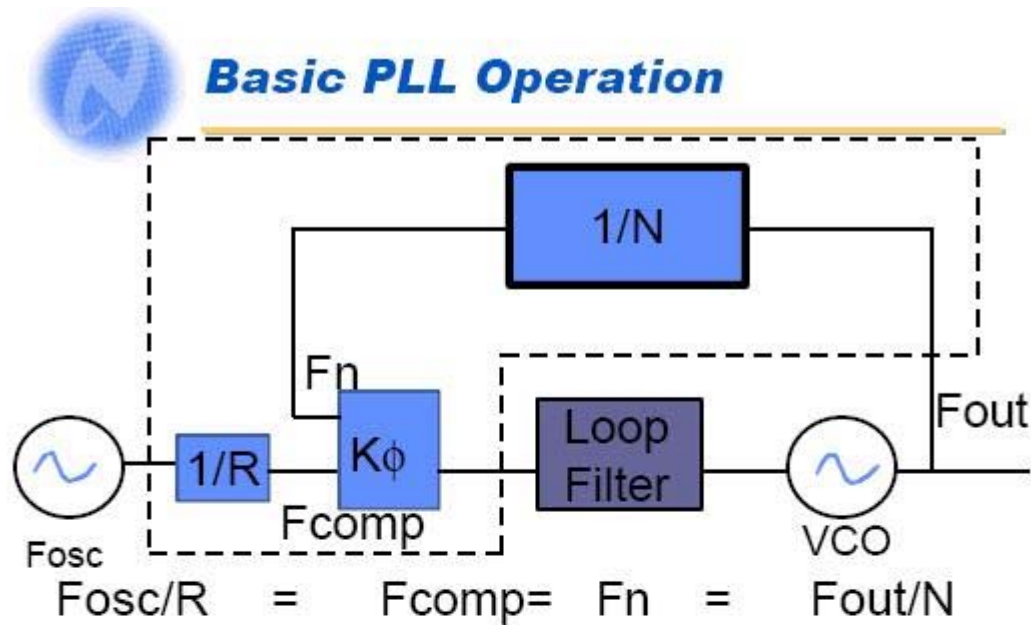 Basic PLL Operation
1/N
Fn
Fout
1/R
Kϕ
Loop
Filter
Fcomp
Fosc
VCO
Fosc/R = Fcomp= Fn = Fout/N